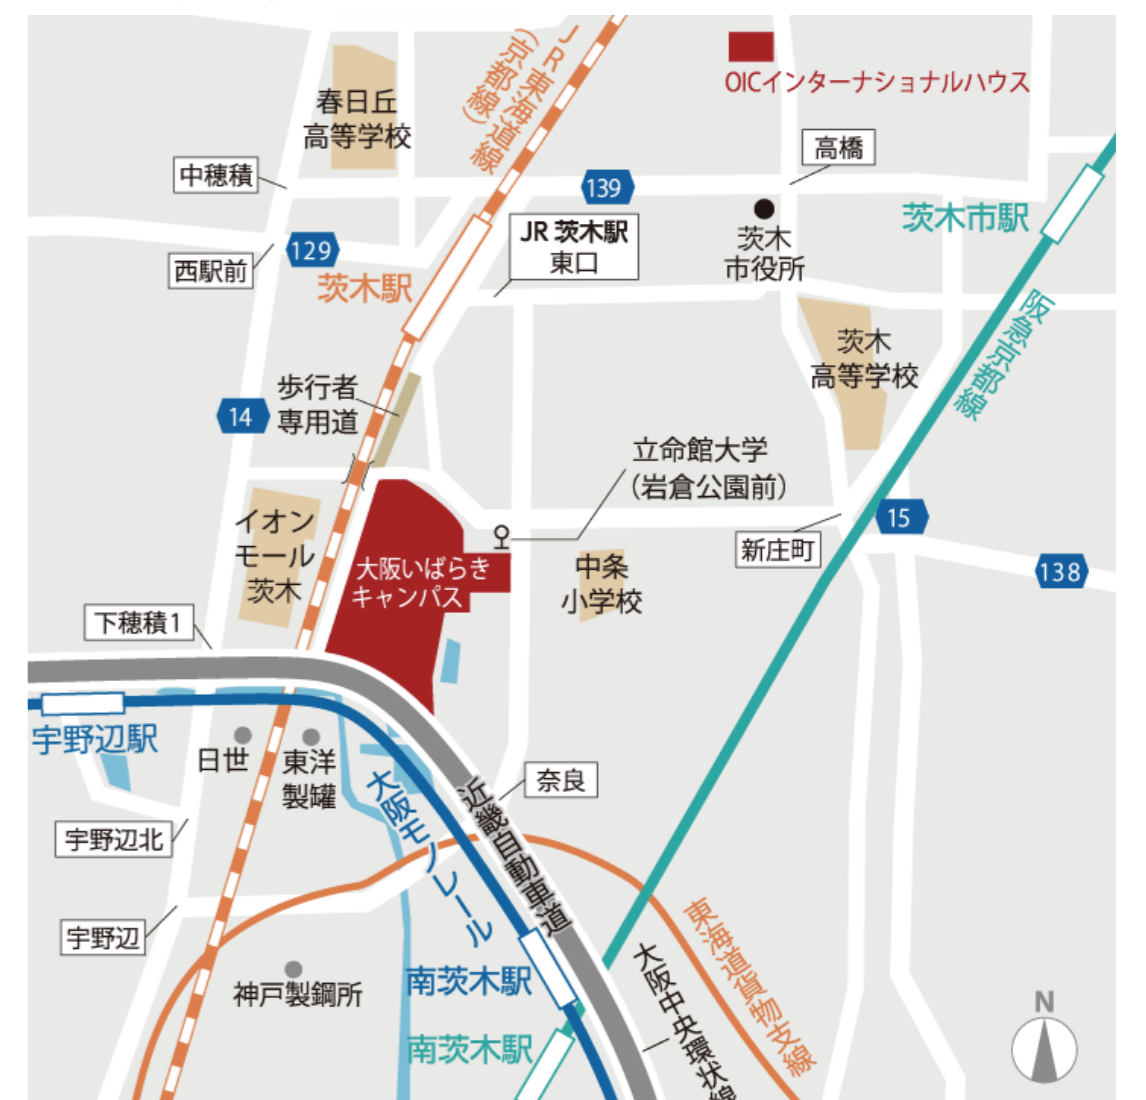 JR東海道線
(京都線)
OICインターナショナルハウス
春日丘
高等学校
高橋
中穂積
139
茨木市駅
JR 茨木駅
東口
茨木
市役所
129
西駅前
茨木駅
阪急京都線
茨木
高等学校
歩行者
専用道
14
立命館大学
(岩倉公園前)
イオン
モール
茨木
15
新庄町
大阪いばらき
キャンパス
中条
小学校
138
下穂積1
宇野辺駅
日世
東洋
製罐
大阪モノレール
近畿自動車道
奈良
宇野辺北
宇野辺
東海道貨物支線
神戸製鋼所
南茨木駅
大阪中央環状線
南茨木駅
N